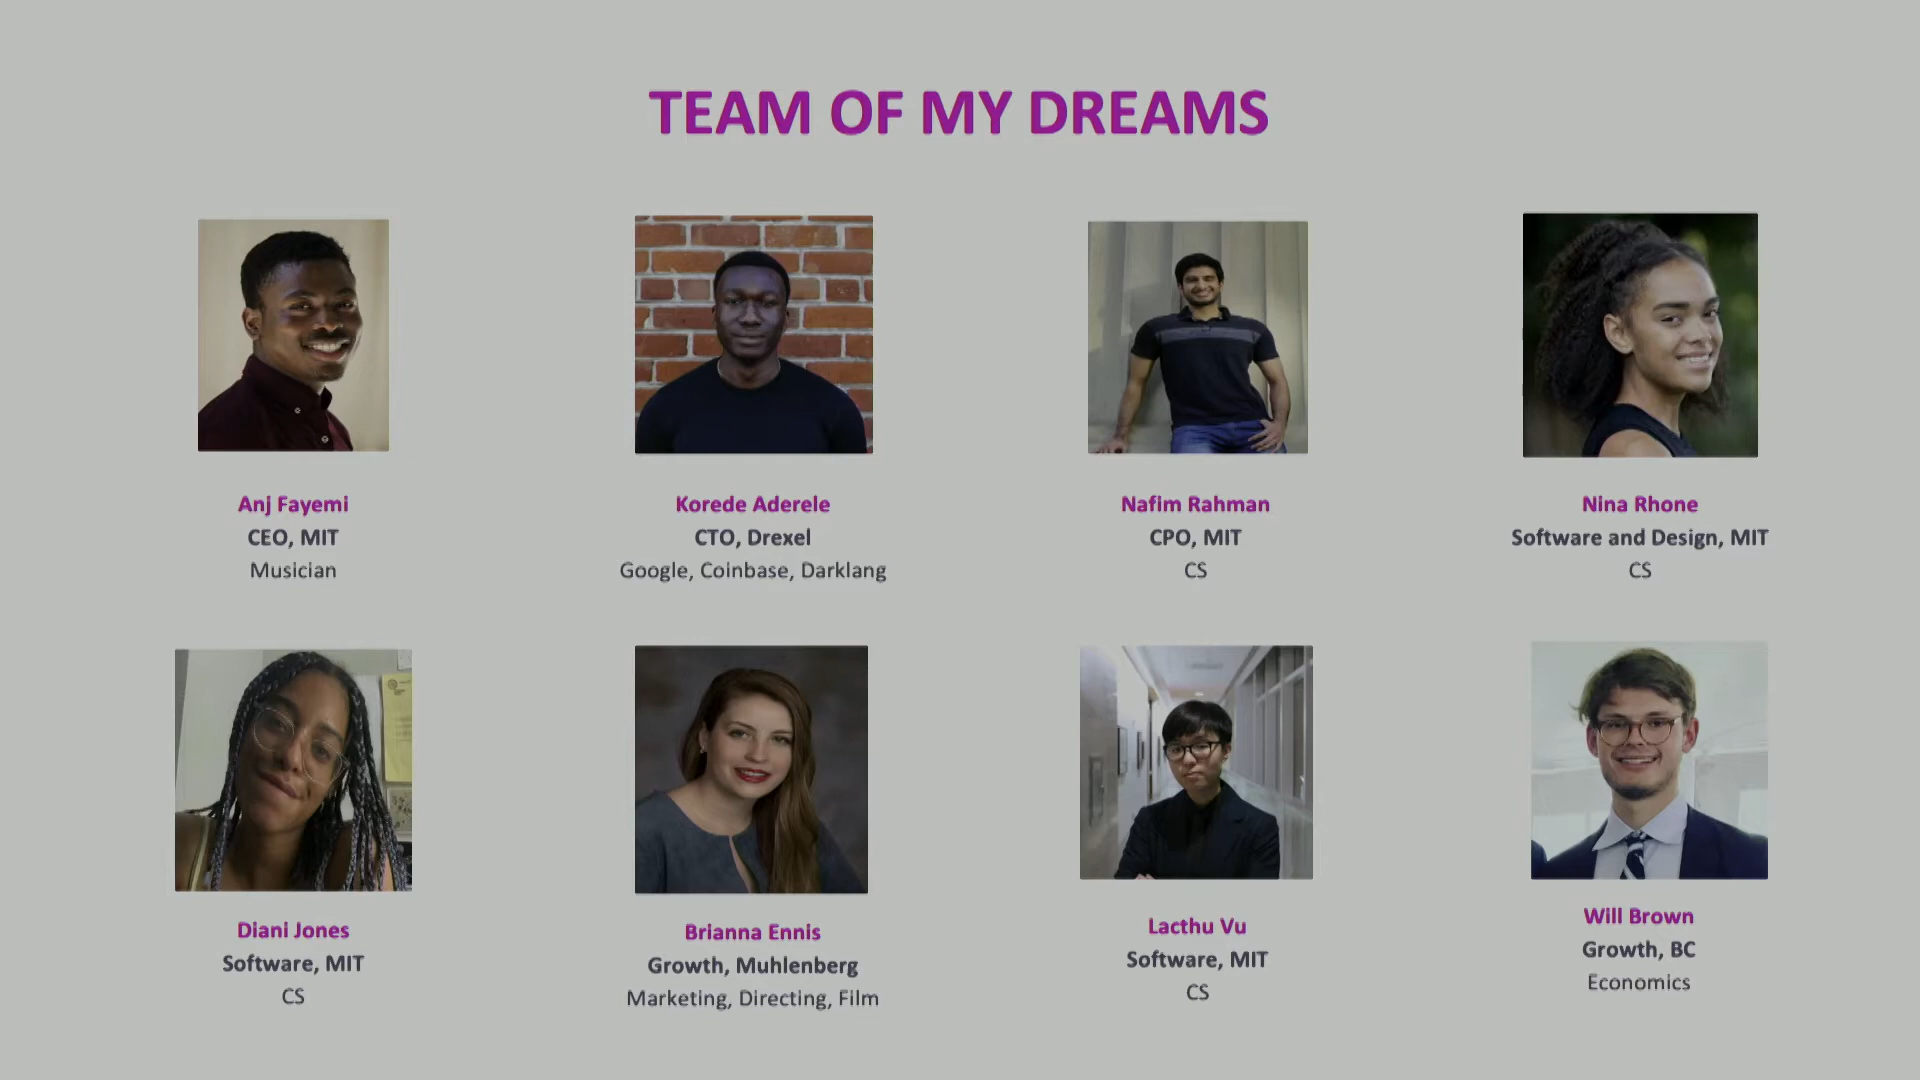 TEAM OF MY DREAMS
Anj Fayemi
CEO, MIT
Musician
Korede Aderele
CTO, Drexel
Google, Coinbase, Darklang
Nafim Rahman
CPO, MIT
CS
Nina Rhone
Software and Design, MIT
CS
Diani Jones
Software, MIT
CS
Brianna Ennis
Growth, Muhlenberg
Marketing, Directing, Film
Lacthu Vu
Software, MIT
CS
Will Brown
Growth, BC
Economics